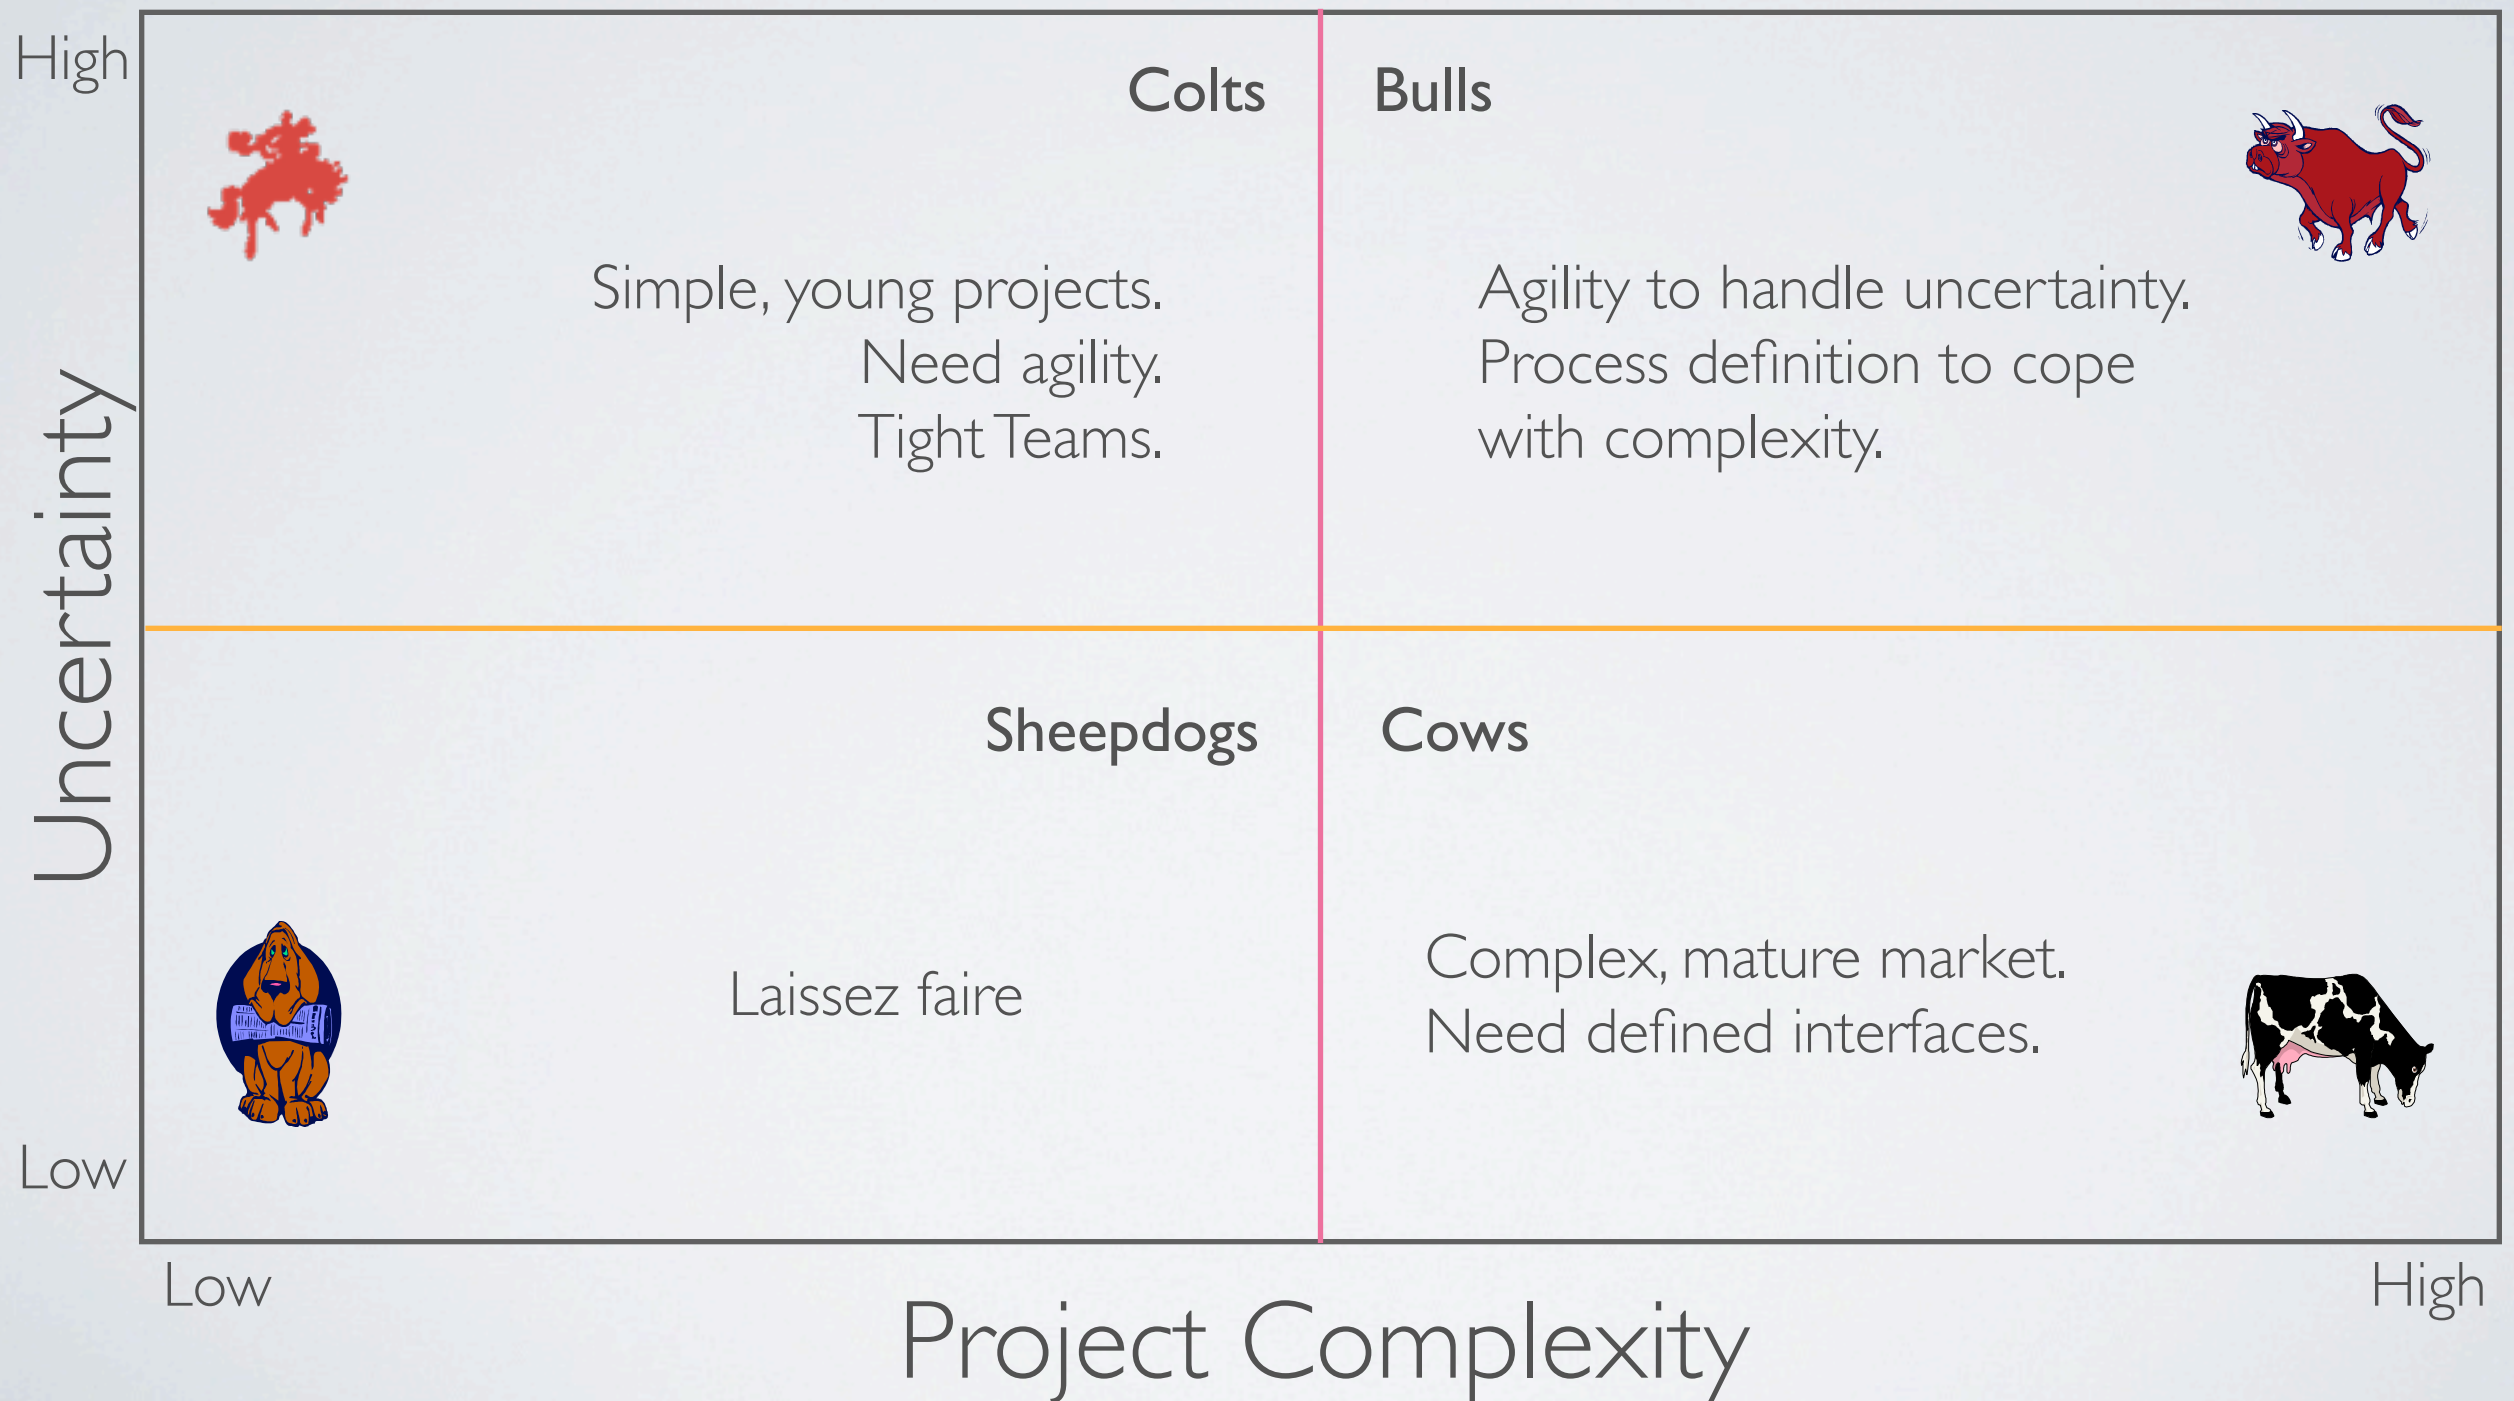 High
Colts
Bulls
Simple, young projects.
Need agility.
Tight Teams.
Agility to handle uncertainty.
Process definition to cope
with complexity.
Uncertainty
Sheepdogs
Cows
Laissez faire
Complex, mature market.
Need defined interfaces.
Low
Low
High
Project Complexity